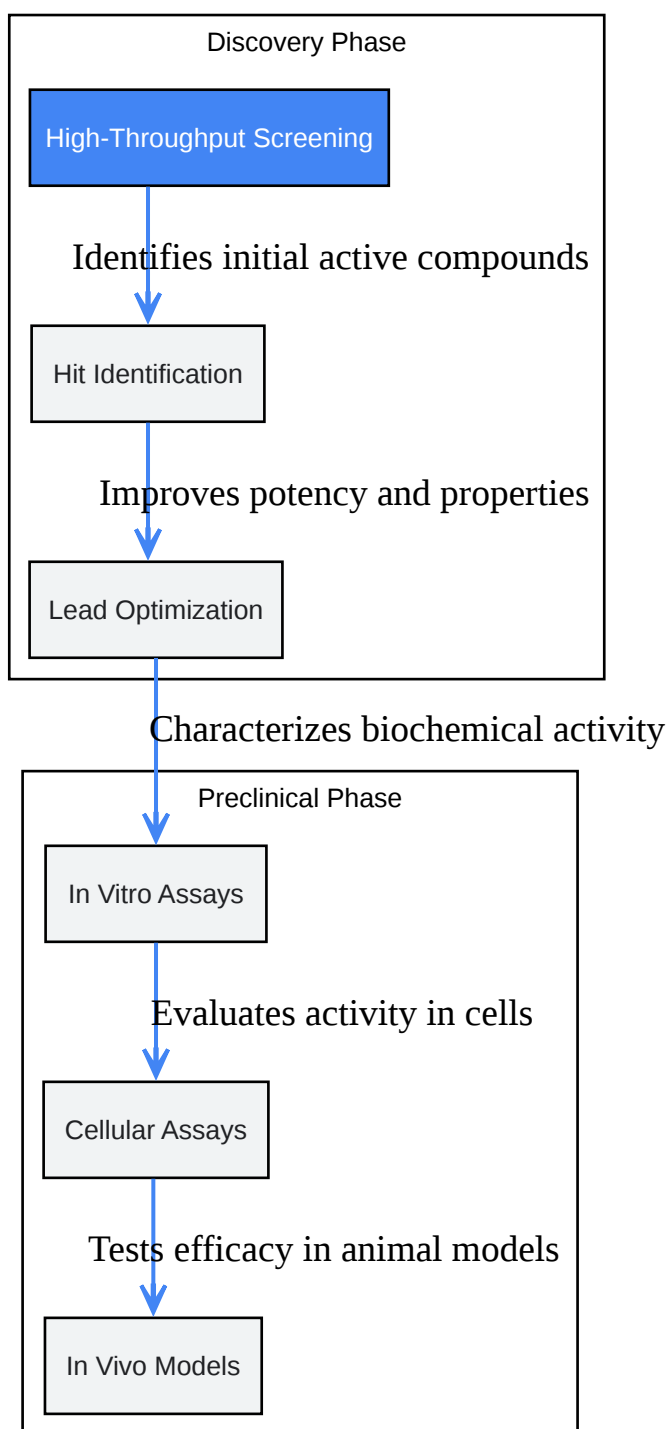 Discovery Phase
High-Throughput Screening
Identifies initial active compounds
Hit Identification
Improves potency and properties
Lead Optimization
Characterizes biochemical activity
Preclinical Phase
In Vitro Assays
Evaluates activity in cells
Cellular Assays
Tests efficacy in animal models
In Vivo Models